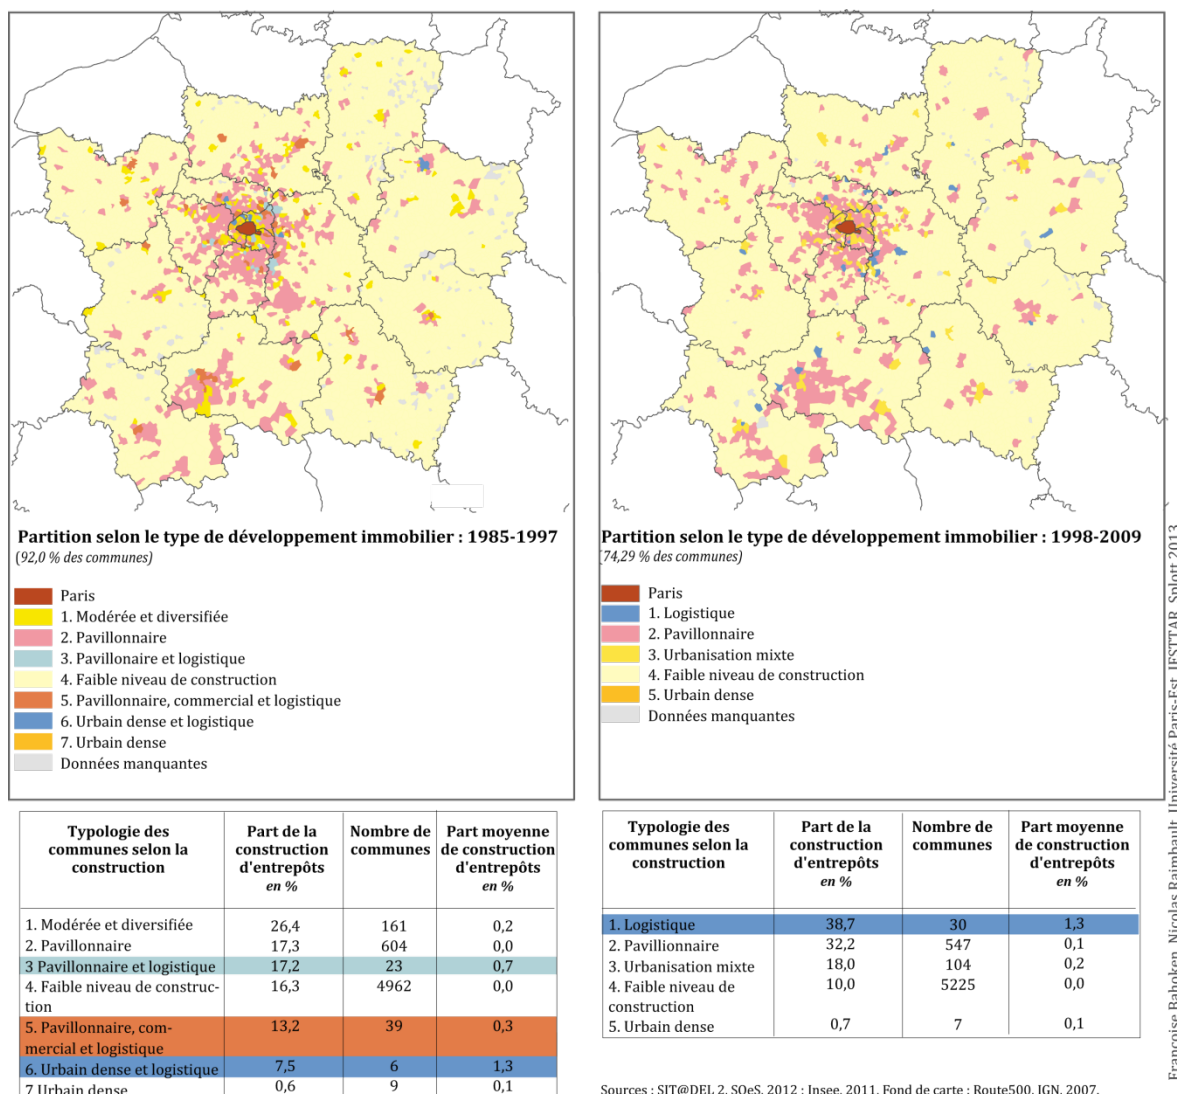 Partition selon le type de développement immobilier : 1985-1997
(92,0 % des communes)
Paris
1. Modérée et diversifiée
2. Pavillonnaire
3. Pavillonaire et logistique
4. Faible niveau de construction
5. Pavillonnaire, commercial et logistique
6. Urbain dense et logistique
7. Urbain dense
Données manquantes
Partition selon le type de développement immobilier : 1998-2009
(74,29 % des communes)
Paris
1. Logistique
2. Pavillonnaire
3. Urbanisation mixte
4. Faible niveau de construction
5. Urbain dense
Données manquantes
Typologie des communes selon la construction | Part de la construction d'entrepôts en % | Nombre de communes | Part moyenne de construction d'entrepôts en %
1. Modérée et diversifiée 26,4 161 0,2
2. Pavillonnaire 17,3 604 0,0
3 Pavillonnaire et logistique 17,2 23 0,7
4. Faible niveau de construc- 16,3 4962 0,0
tion
5. Pavillonnaire, com- 13,2 39 0,3
mercial et logistique
6. Urbain dense et logistique 7,5 6 1,3
7 Urbain dense 0,6 9 0,1
Typologie des communes selon la construction | Part de la construction d'entrepôts en % | Nombre de communes | Part moyenne de construction d'entrepôts en %
1. Logistique 38,7 30 1,3
2. Pavillionnaire 32,2 547 0,1
3. Urbanisation mixte 18,0 104 0,2
4. Faible niveau de 10,0 5225 0,0
construction
5. Urbain dense 0,7 7 0,1
Sources : SIT@DEL 2, SOeS, 2012 ; Insee, 2011. Fond de carte : Route500, IGN, 2007.
Françoise Bahoken, Nicolas Raimbault, Université Paris-Est, IFSTTAR, Splott 2013